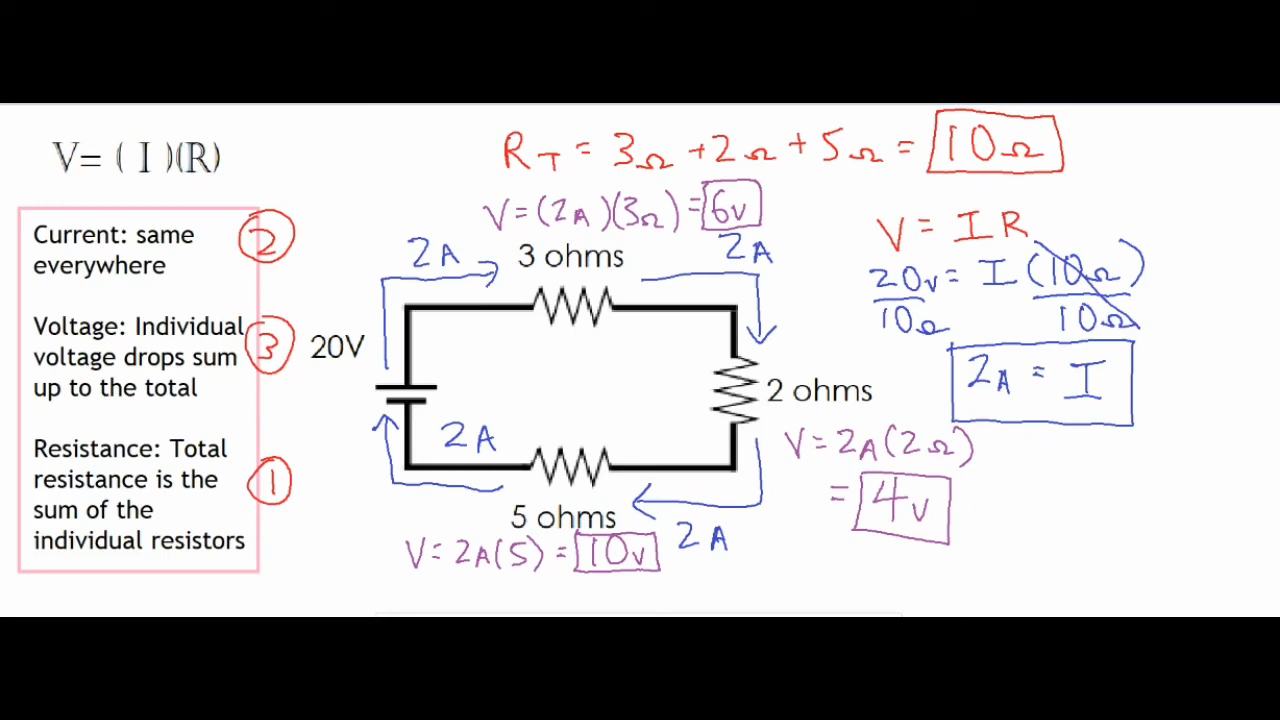 V= ( I )(R)
Current: same
everywhere
2
Voltage: Individual
voltage drops sum
up to the total
3
Resistance: Total
resistance is the
sum of the
individual resistors
1
R_T = 3Ω +2Ω + 5Ω = 10Ω
V=(2A)(3Ω)=6v
2A
3 ohms
2A
20V
2 ohms
V=2A(2Ω)
= 4v
2A
5 ohms
2A
V=2A(5)=10v
V = IR
20v = I(10Ω)
10Ω 10Ω
2A = I